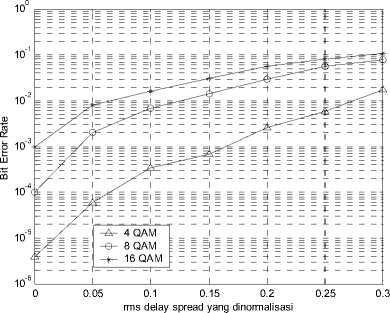 10^0
10^-1
10^-2
10^-3
10^-4
10^-5
10^-6
Bit Error Rate
4 QAM
8 QAM
16 QAM
0 0.05 0.1 0.15 0.2 0.25 0.3
rms delay spread yang dinormalisasi